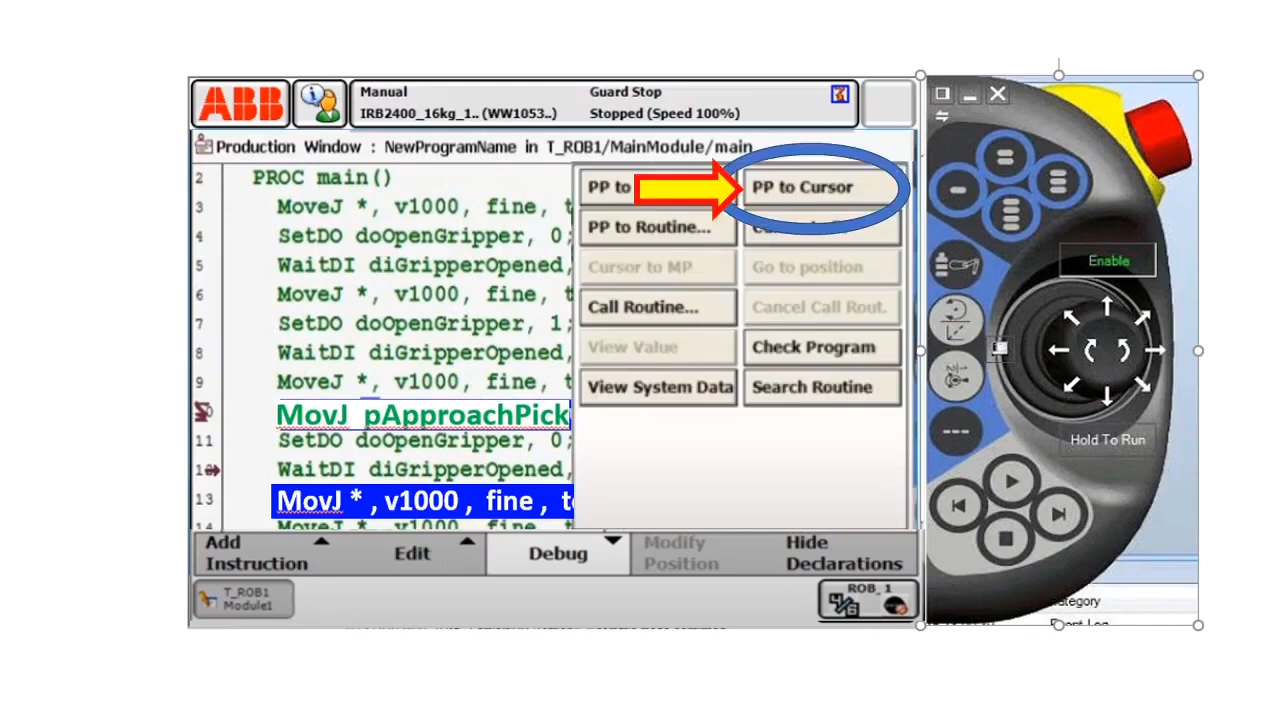 ABB
Manual
IRB2400_16kg_1.. (WW1053..)
Guard Stop
Stopped (Speed 100%)
Production Window : NewProgramName in T_ROB1/MainModule/main
2 PROC main()
3 MoveJ *, v1000, fine, t
4 SetDO doOpenGripper, 0;
5 WaitDI diGripperOpened,
6 MoveJ *, v1000, fine, t
7 SetDO doOpenGripper, 1;
8 WaitDI diGripperOpened,
9 MoveJ *, v1000, fine, t
MovJ pApproachPick
11 SetDO doOpenGripper, 0;
WaitDI diGripperOpened,
13 MovJ * , v1000 , fine , t
14 MoveJ *, v1000, fine, t
PP to
PP to Cursor
PP to Routine...
Cursor to MP
Go to position
Call Routine...
Cancel Call Rout.
View Value
Check Program
View System Data
Search Routine
Add Instruction
Edit
Debug
Modify Position
Hide Declarations
T_ROB1
Module1
ROB_1
Enable
Hold To Run
Event Log